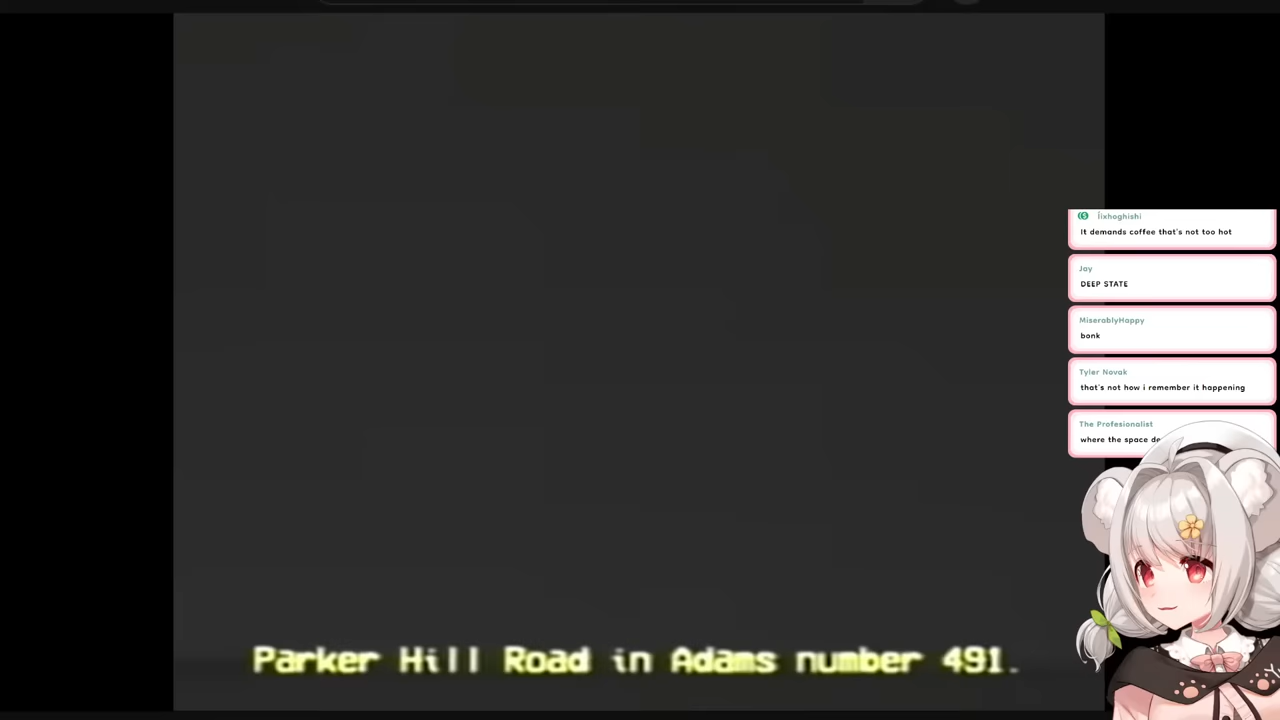 Îixhoghishi
It demands coffee that's not too hot
Jay
DEEP STATE
MiserablyHappy
bonk
Tyler Novak
that's not how i remember it happening
The Profesionalist
where the space
Parker Hill Road in Adams number 491.